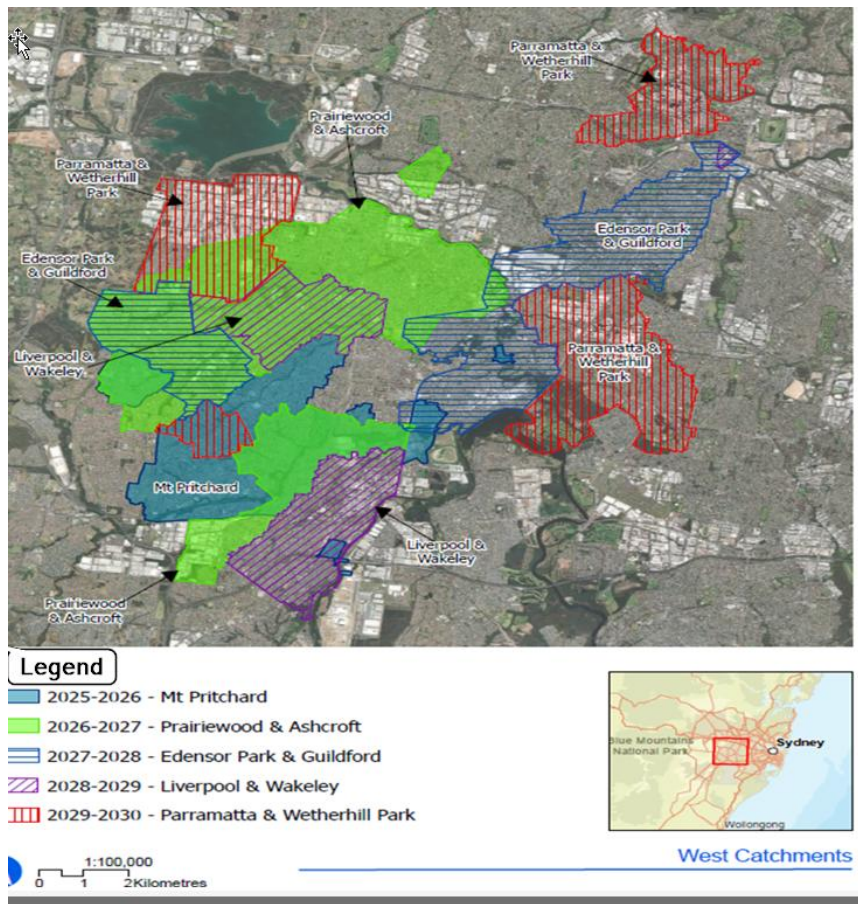 Parramatta &
Wetherhill
Park
Prairiewood
& Ashcroft
Parramatta &
Wetherhill
Park
Edensor Park
& Guildford
Edensor Park
& Guildford
Liverpool &
Wakeley
Parramatta &
Wetherhill
Park
Mt Pritchard
Liverpool &
Wakeley
Prairiewood
& Ashcroft
Legend
2025-2026 - Mt Pritchard
2026-2027 - Prairiewood & Ashcroft
2027-2028 - Edensor Park & Guildford
2028-2029 - Liverpool & Wakeley
2029-2030 - Parramatta & Wetherhill Park
Blue Mountains
National Park
Sydney
Wollongong
1:100,000
0 1 2 Kilometres
West Catchments